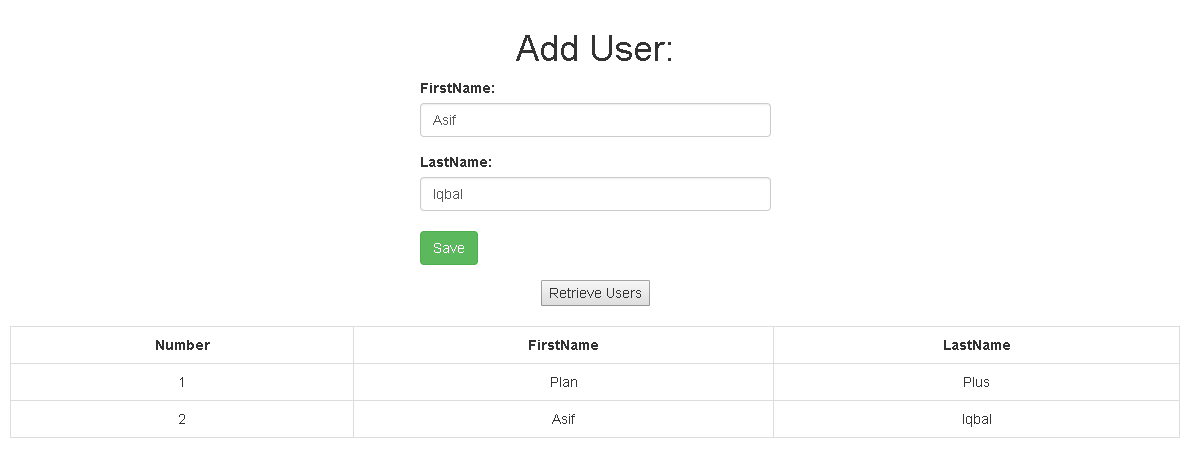 Add User:
FirstName:
Asif
LastName:
Iqbal
Save
Retrieve Users
Number FirstName LastName
1 Plan Plus
2 Asif Iqbal